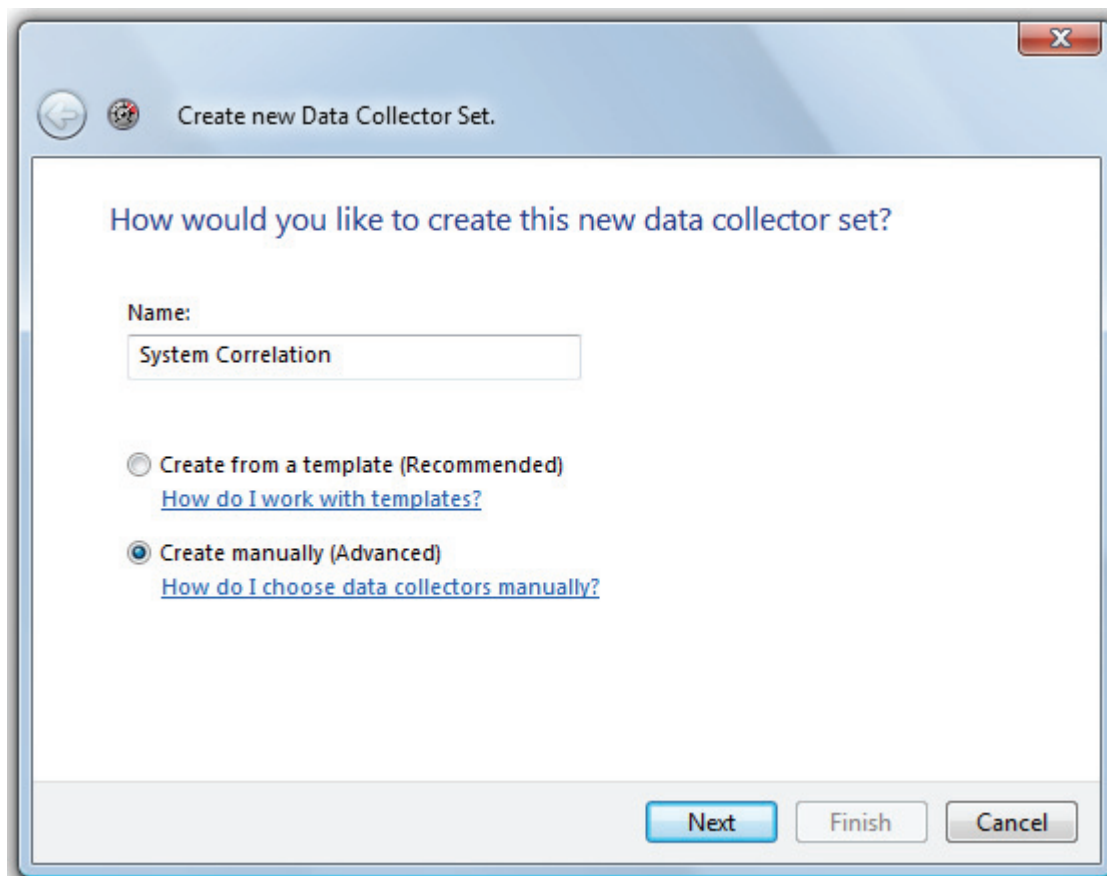 Create new Data Collector Set.
How would you like to create this new data collector set?
Name:
System Correlation
Create from a template (Recommended)
How do I work with templates?
Create manually (Advanced)
How do I choose data collectors manually?
Next Finish Cancel